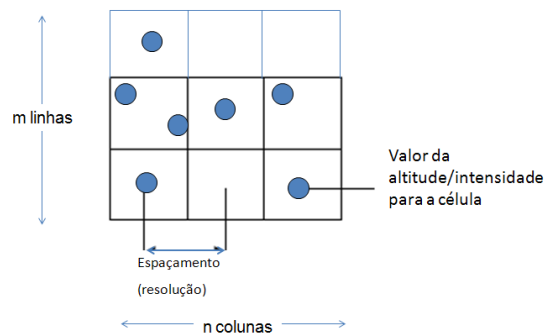 m linhas
Valor da
altitude/intensidade
para a célula
Espaçamento
(resolução)
n colunas